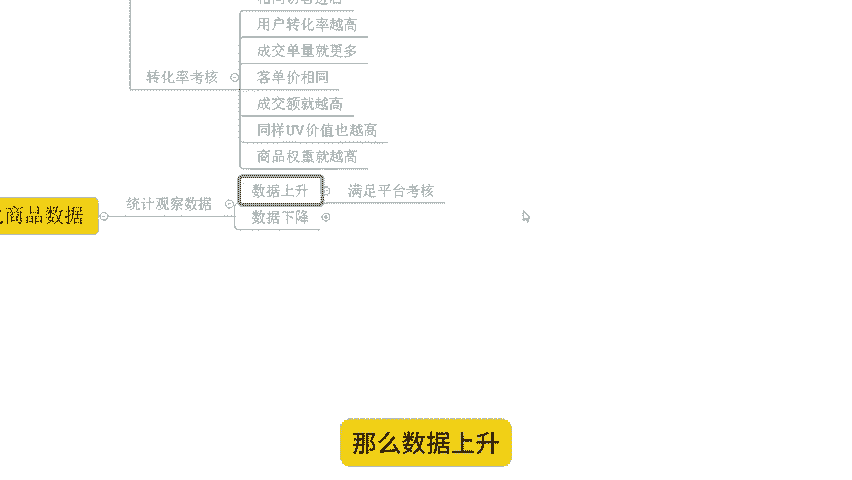 用户转化率越高
成交单量就更多
转化率考核
客单价相同
成交额就越高
同样UV价值也越高
商品权重就越高
数据上升
满足平台考核
统计观察数据
商品数据
数据下降
那么数据上升